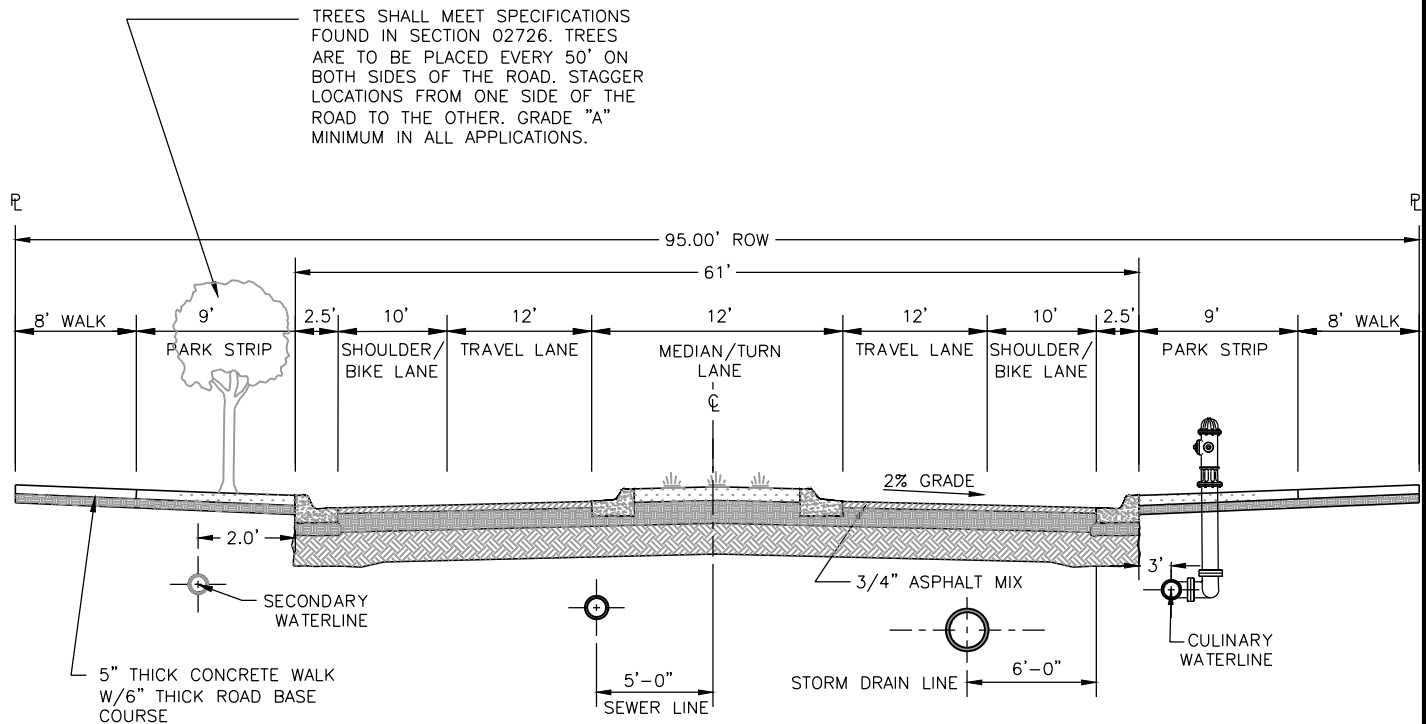 TREES SHALL MEET SPECIFICATIONS
FOUND IN SECTION 02726. TREES
ARE TO BE PLACED EVERY 50' ON
BOTH SIDES OF THE ROAD. STAGGER
LOCATIONS FROM ONE SIDE OF THE
ROAD TO THE OTHER. GRADE "A"
MINIMUM IN ALL APPLICATIONS.
PL PL
95.00' ROW
61'
8' WALK 9' 2.5' 10' 12' 12' 12' 10' 2.5' 9' 8' WALK
PARK STRIP SHOULDER/ TRAVEL LANE MEDIAN/TURN TRAVEL LANE SHOULDER/ PARK STRIP
BIKE LANE LANE BIKE LANE
CL
2% GRADE
2.0'
3'
3/4" ASPHALT MIX
SECONDARY
WATERLINE
CULINARY
WATERLINE
5" THICK CONCRETE WALK
W/6" THICK ROAD BASE
COURSE
5'-0"
SEWER LINE
STORM DRAIN LINE
6'-0"